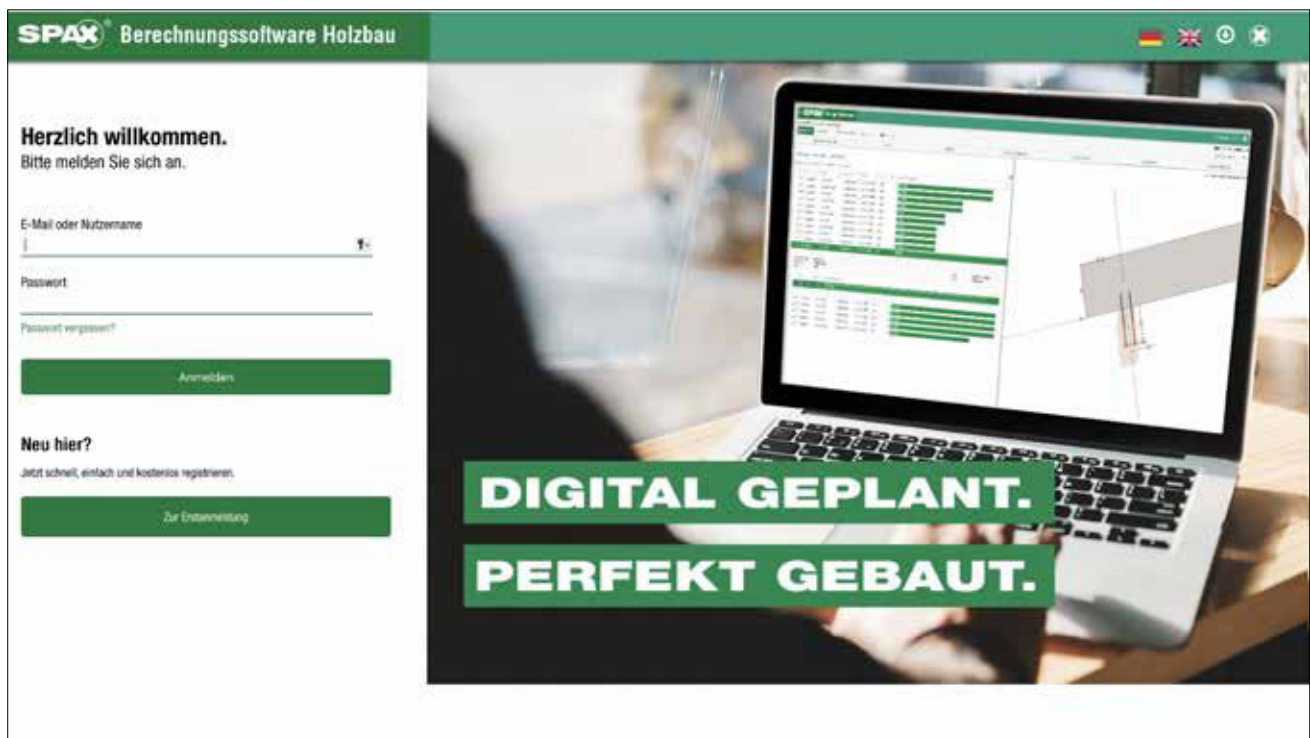 SPAX® Berechnungssoftware Holzbau
Herzlich willkommen.
Bitte melden Sie sich an.
E-Mail oder Nutzername
Passwort
Passwort vergessen?
Anmelden
Neu hier?
Jetzt schnell, einfach und kostenlos registrieren.
Zur Erstanmeldung
DIGITAL GEPLANT.
PERFEKT GEBAUT.